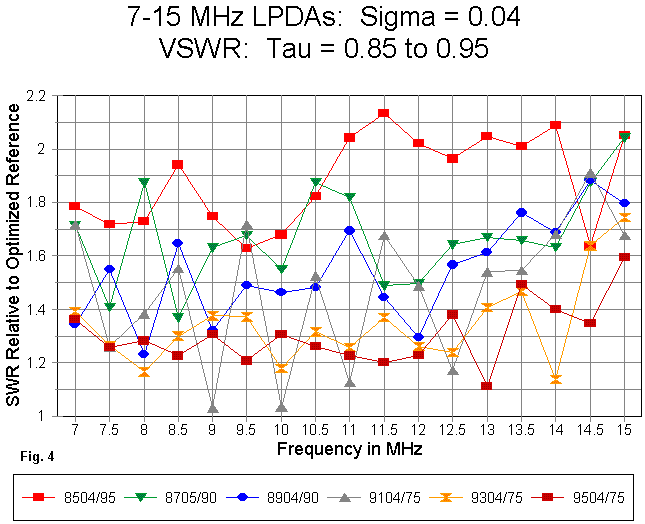 7-15 MHz LPDAs:  Sigma = 0.04
VSWR:  Tau = 0.85 to 0.95
SWR Relative to Optimized Reference
2.2
2
1.8
1.6
1.4
1.2
1
7 7.5 8 8.5 9 9.5 10 10.5 11 11.5 12 12.5 13 13.5 14 14.5 15
Frequency in MHz
Fig. 4
8504/95 8705/90 8904/90 9104/75 9304/75 9504/75